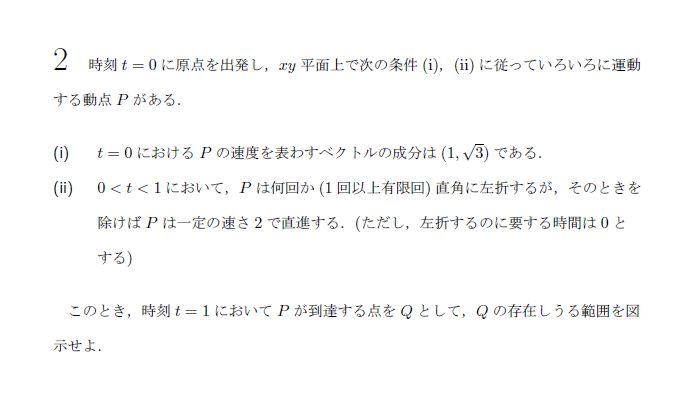 2 時刻 t = 0 に原点を出発し，xy 平面上で次の条件 (i)，(ii) に従っていろいろに運動
する動点 P がある．
(i) t = 0 における P の速度を表わすベクトルの成分は (1, √3) である．
(ii) 0 < t < 1 において，P は何回か (1 回以上有限回) 直角に左折するが，そのときを
除けば P は一定の速さ 2 で直進する．(ただし，左折するのに要する時間は 0 と
する)
このとき，時刻 t = 1 において P が到達する点を Q として，Q の存在しうる範囲を図
示せよ．